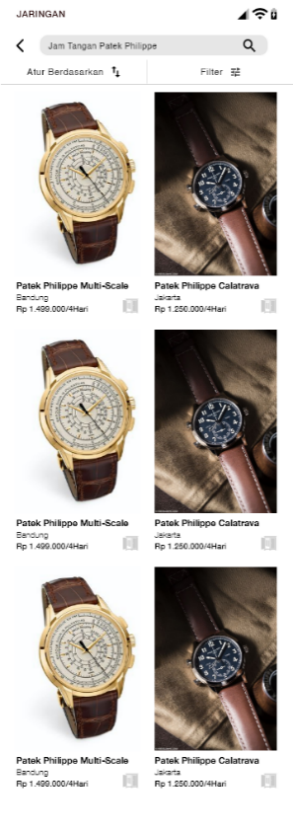 JARINGAN
Jam Tangan Patek Philippe
Atur Berdasarkan
Filter
Patek Philippe Multi-Scale
Bandung
Rp 1.499.000/4Hari
Patek Philippe Calatrava
Jakarta
Rp 1.250.000/4Hari
Patek Philippe Multi-Scale
Bandung
Rp 1.499.000/4Hari
Patek Philippe Calatrava
Jakarta
Rp 1.250.000/4Hari
Patek Philippe Multi-Scale
Bandung
Rp 1.499.000/4Hari
Patek Philippe Calatrava
Jakarta
Rp 1.250.000/4Hari